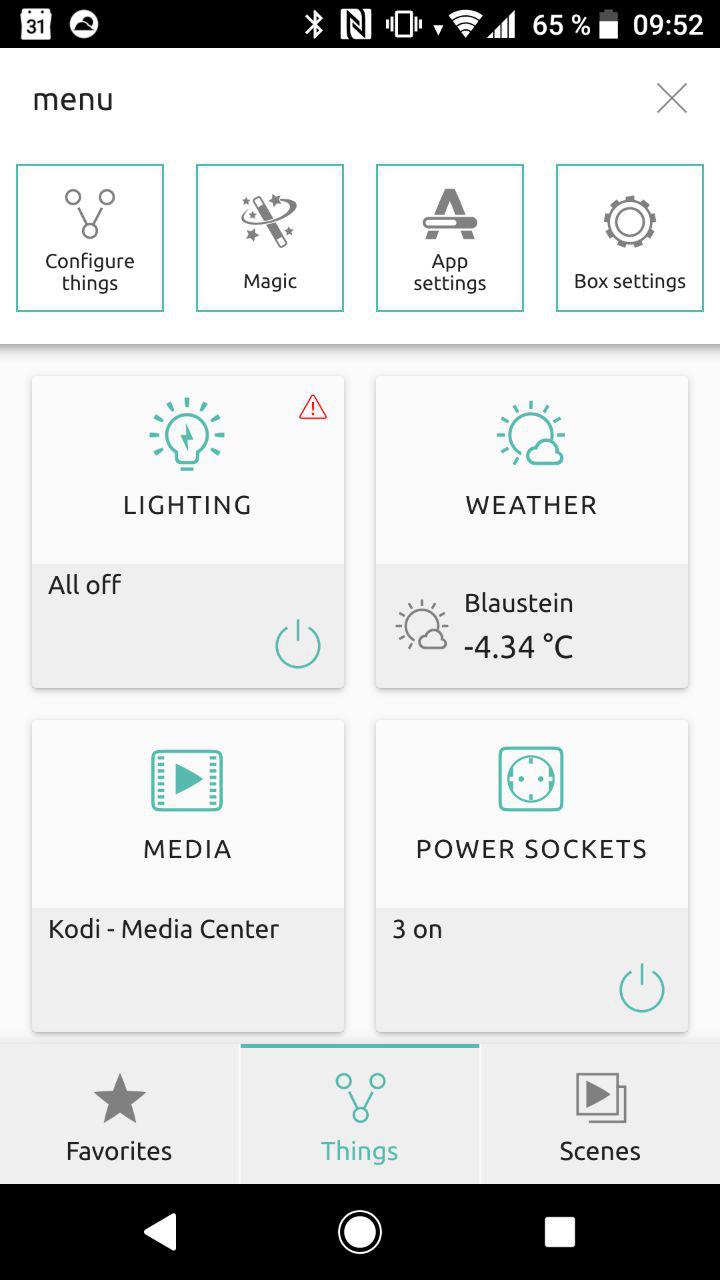 31 65 % 09:52
menu
Configure
things
Magic
App
settings
Box settings
LIGHTING
WEATHER
All off
Blaustein
-4.34 °C
MEDIA
POWER SOCKETS
Kodi - Media Center
3 on
Favorites
Things
Scenes